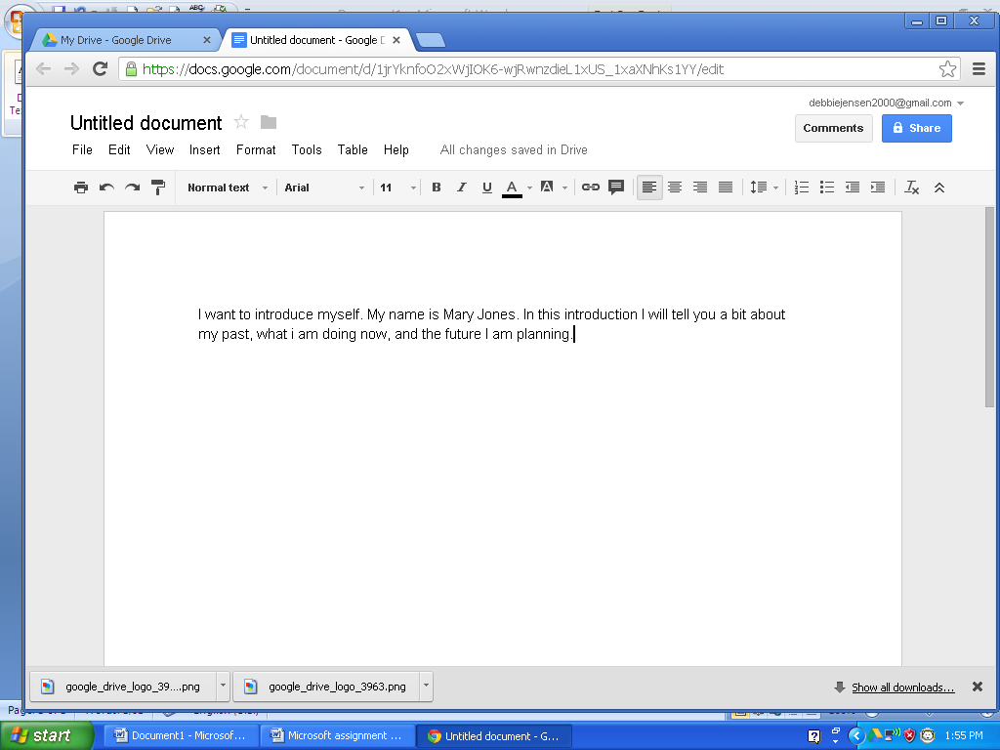 My Drive - Google Drive
Untitled document - Google D
https://docs.google.com/document/d/1jrYknfoO2xWjIOK6-wjRwnzdieL1xUS_1xaXNhKs1YY/edit
debbiejensen2000@gmail.com
Untitled document
Comments
Share
File Edit View Insert Format Tools Table Help All changes saved in Drive
Normal text Arial 11 B I U A A
I want to introduce myself. My name is Mary Jones. In this introduction I will tell you a bit about
my past, what i am doing now, and the future I am planning.
google_drive_logo_39....png
google_drive_logo_3963.png
Show all downloads...
start
Document1 - Microsof...
Microsoft assignment ...
Untitled document - G...
1:55 PM